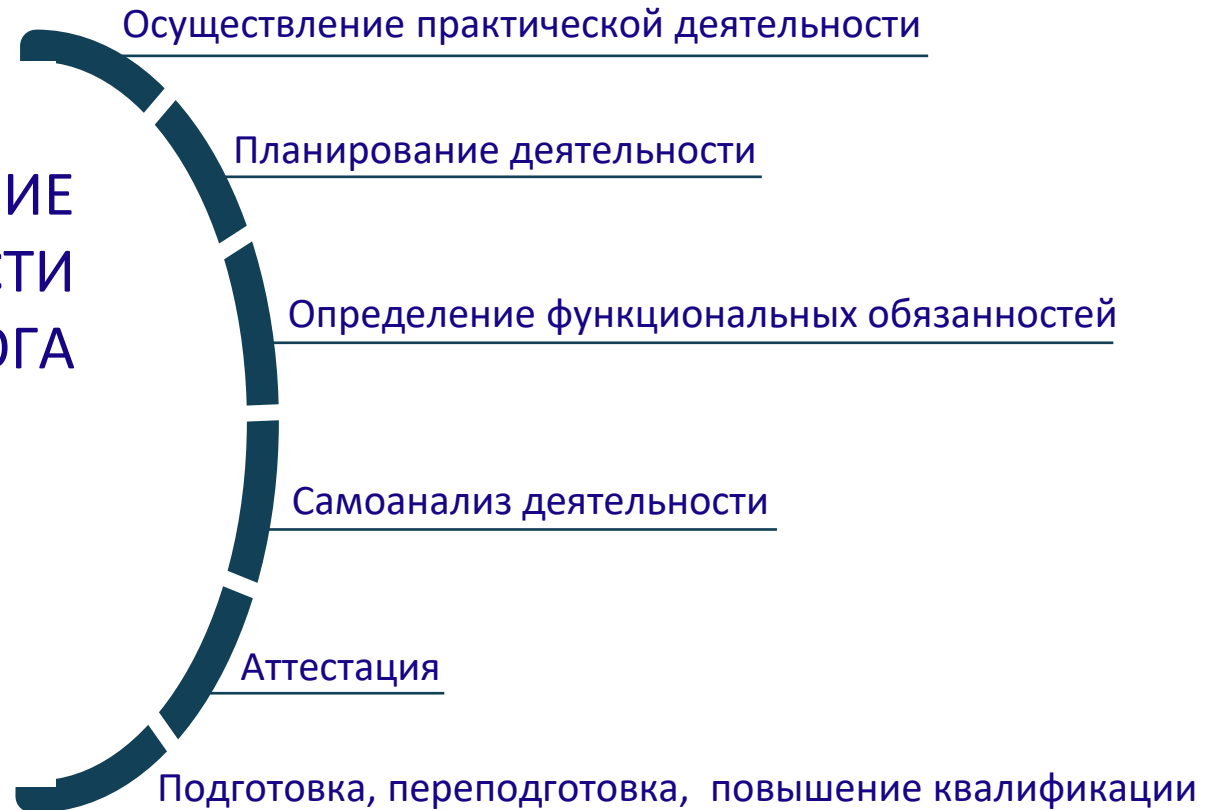 Осуществление практической деятельности
Планирование деятельности
ИЕ
СТИ
ОГА
Определение функциональных обязанностей
Самоанализ деятельности
Аттестация
Подготовка, переподготовка, повышение квалификации